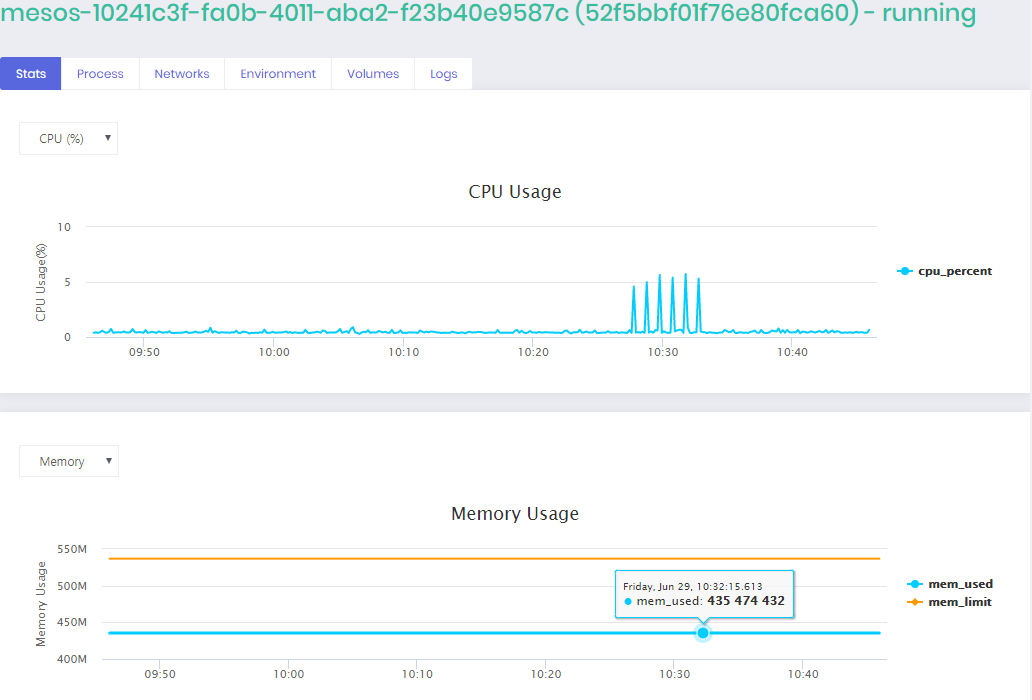 mesos-10241c3f-fa0b-4011-aba2-f23b40e9587c (52f5bbf01f76e80fca60) - running
Stats Process Networks Environment Volumes Logs
CPU (%)
CPU Usage
CPU Usage(%)
10
5
0
09:50 10:00 10:10 10:20 10:30 10:40
cpu_percent
Memory
Memory Usage
Memory Usage
550M
500M
450M
400M
Friday, Jun 29, 10:32:15.613
mem_used: 435 474 432
09:50 10:00 10:10 10:20 10:30 10:40
mem_used
mem_limit